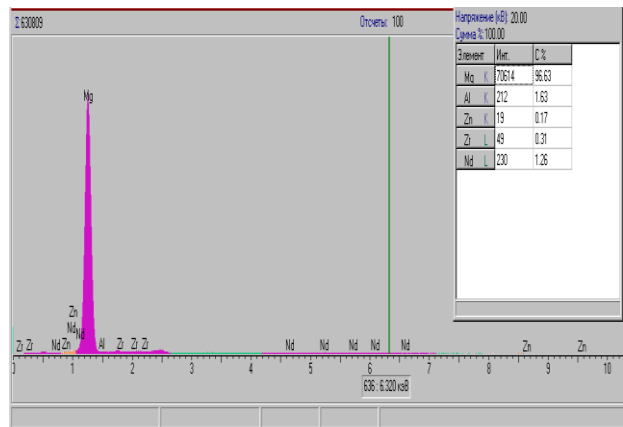 Σ 630809
Отсчеты: 100
Напряжение (кВ): 20.00
Сумма %: 100.00
Элемент Инт. C %
Mg K 70614 96.63
Al K 212 1.63
Zn K 19 0.17
Zr L 49 0.31
Nd L 230 1.26
Mg
Zn
Nd Nd
Zr Zr Nd Zn Al Zr Zr Zr Nd Nd Nd Nd Nd Zn Zn
0 1 2 3 4 5 6 7 8 9 10
636 : 6.320 кэВ